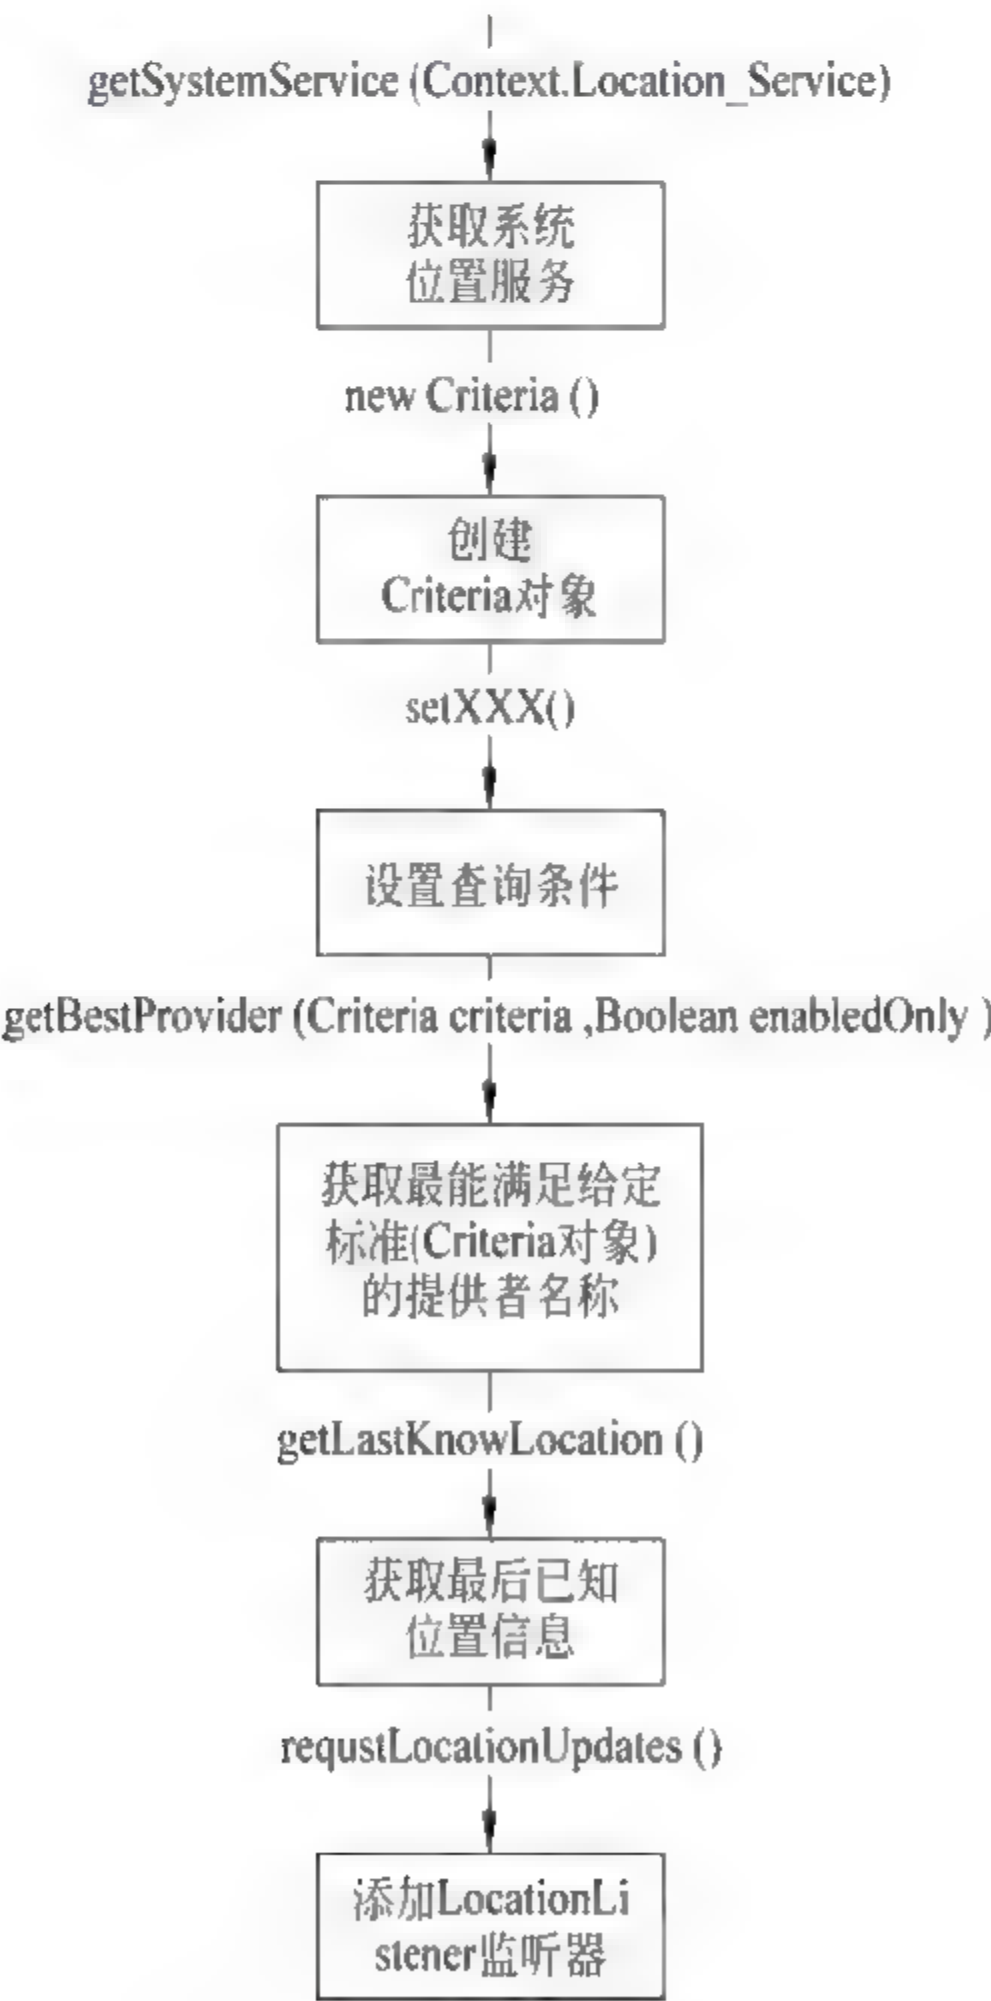 getSystemService (Context.Location_Service)
获取系统
位置服务
new Criteria ()
创建
Criteria对象
setXXX()
设置查询条件
getBestProvider (Criteria criteria ,Boolean enabledOnly )
获取最能满足给定
标准(Criteria对象)
的提供者名称
getLastKnowLocation ()
获取最后已知
位置信息
requstLocationUpdates ()
添加LocationLi
stener监听器